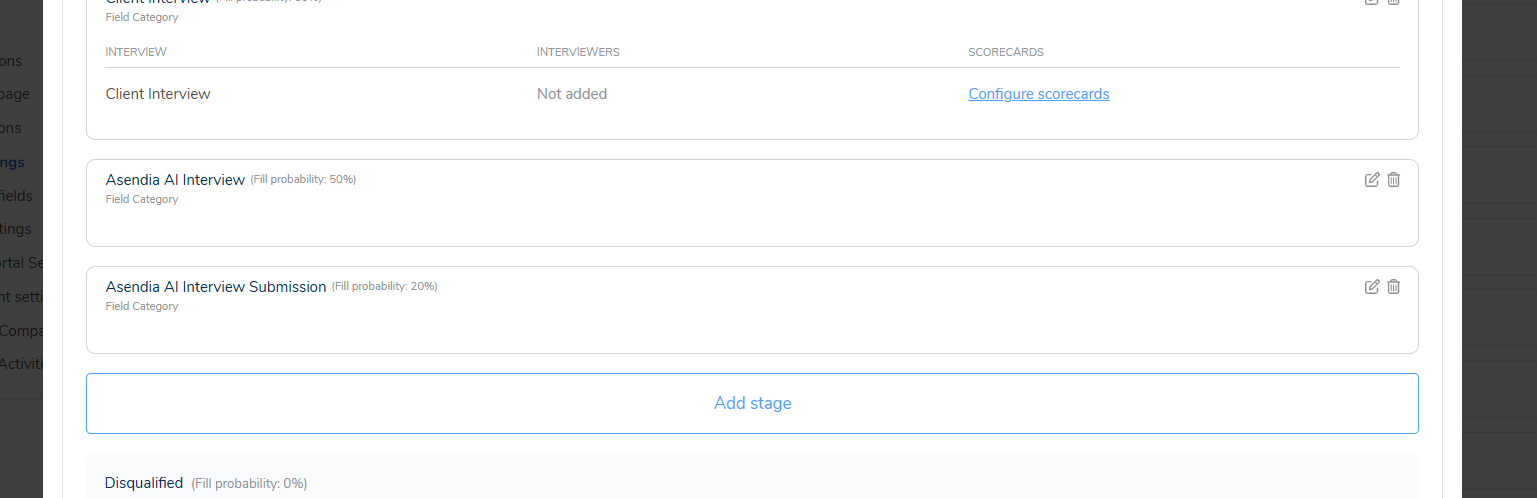 Client Interview
Field Category
INTERVIEW INTERVIEWERS SCORECARDS
Client Interview Not added Configure scorecards
Asendia AI Interview (Fill probability: 50%)
Field Category
Asendia AI Interview Submission (Fill probability: 20%)
Field Category
Add stage
Disqualified (Fill probability: 0%)
ons
page
ons
ngs
fields
tings
ortal Se
nt setti
Compa
Activiti